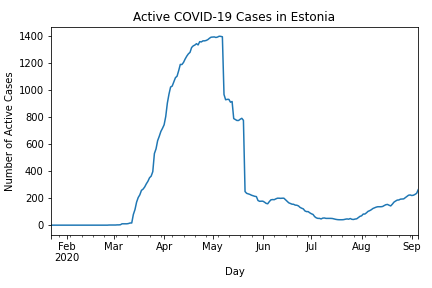 Active COVID-19 Cases in Estonia
Number of Active Cases
1400
1200
1000
800
600
400
200
0
Feb Mar Apr May Jun Jul Aug Sep
2020
Day